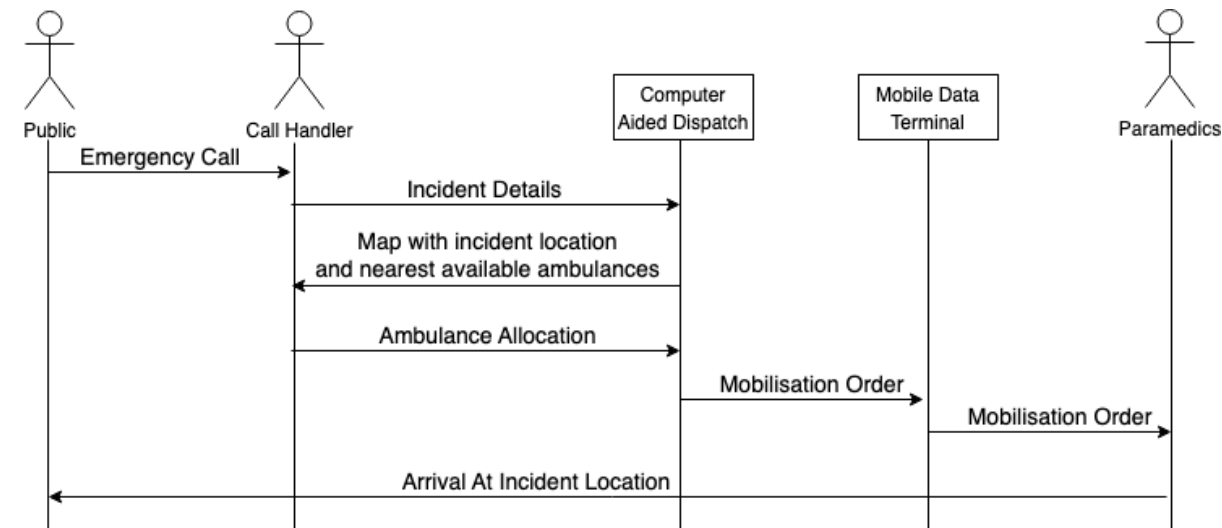 Computer
Aided Dispatch
Mobile Data
Terminal
Public
Call Handler
Paramedics
Emergency Call
Incident Details
Map with incident location
and nearest available ambulances
Ambulance Allocation
Mobilisation Order
Mobilisation Order
Arrival At Incident Location